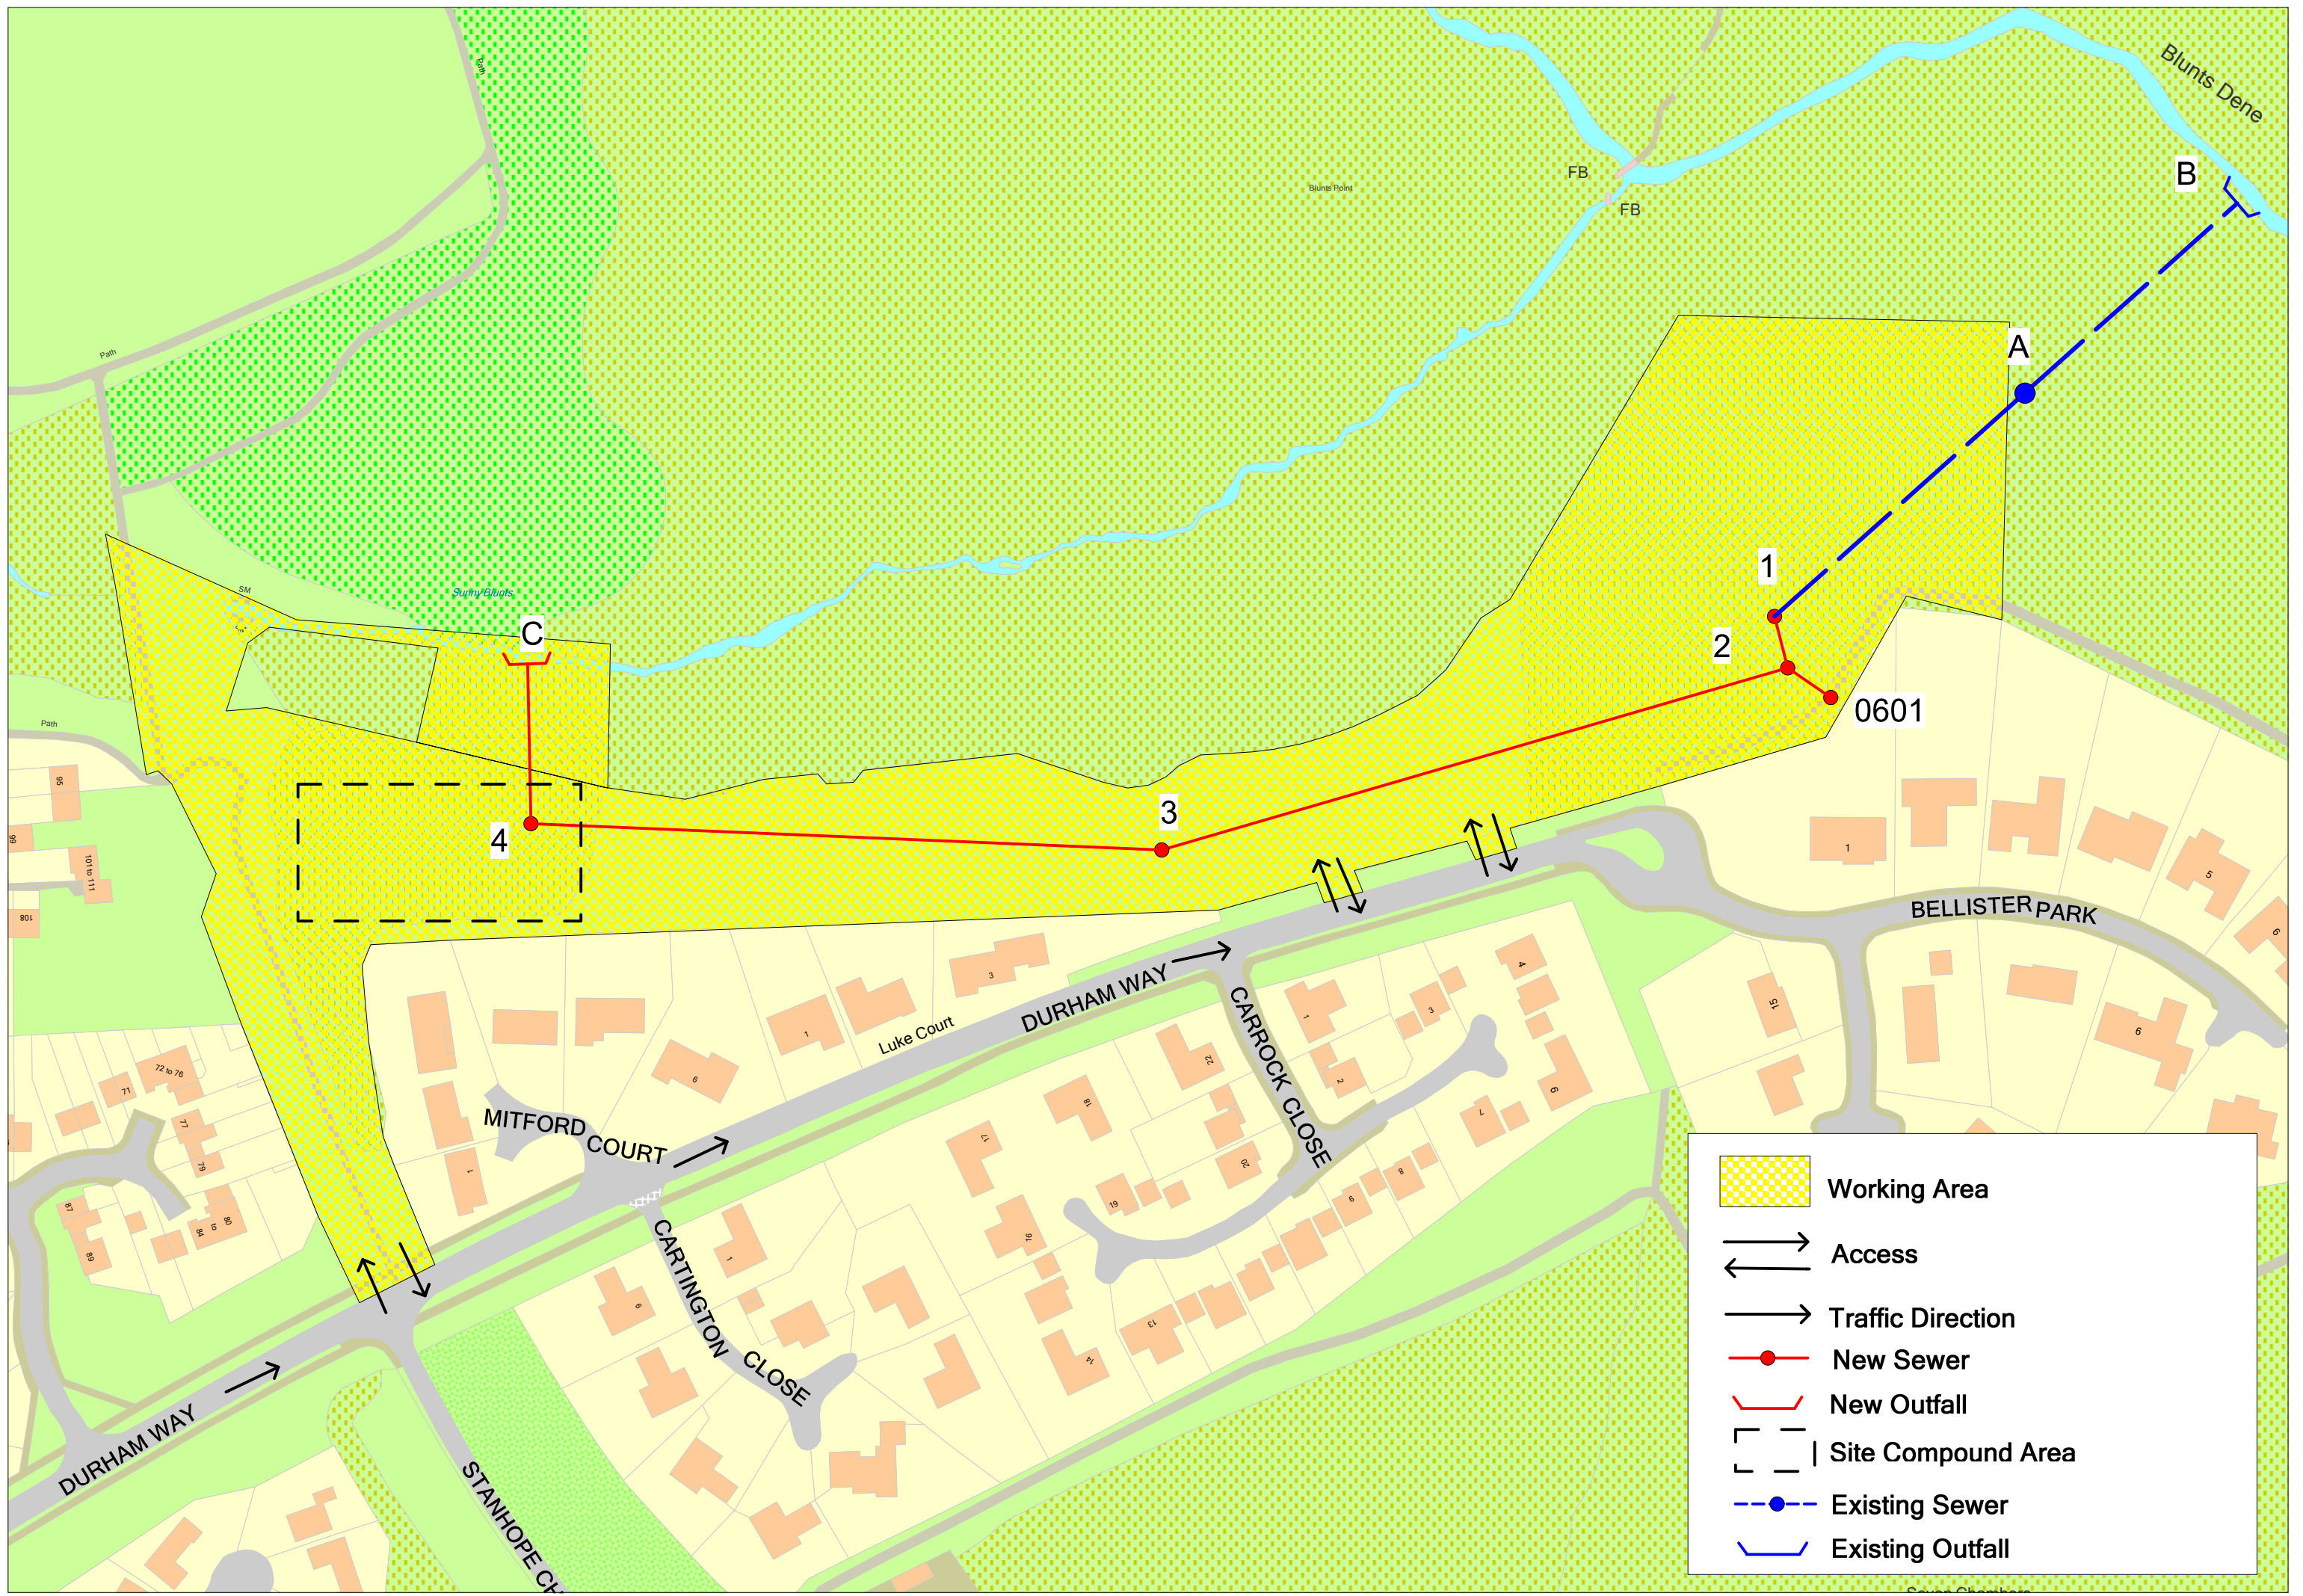 Path
Blunts Dene
B
FB
Blunts Point
FB
A
Path
1
SM
Sunny Blunts
C
2
0601
Path
3
4
95
99
101 to 111
108
1
5
BELLISTER PARK
3
DURHAM WAY
Luke Court
1
6
4
1
3
15
9
72 to 76
71
77
79
MITFORD
COURT
CARROCK CLOSE
22
2
18
6
7
17
1
87
89
84
to
80
20
19
8
9
16
CARTINGTON
CLOSE
1
6
13
14
DURHAM WAY
STANHOPE CH
Working Area
Access
Traffic Direction
New Sewer
New Outfall
Site Compound Area
Existing Sewer
Existing Outfall